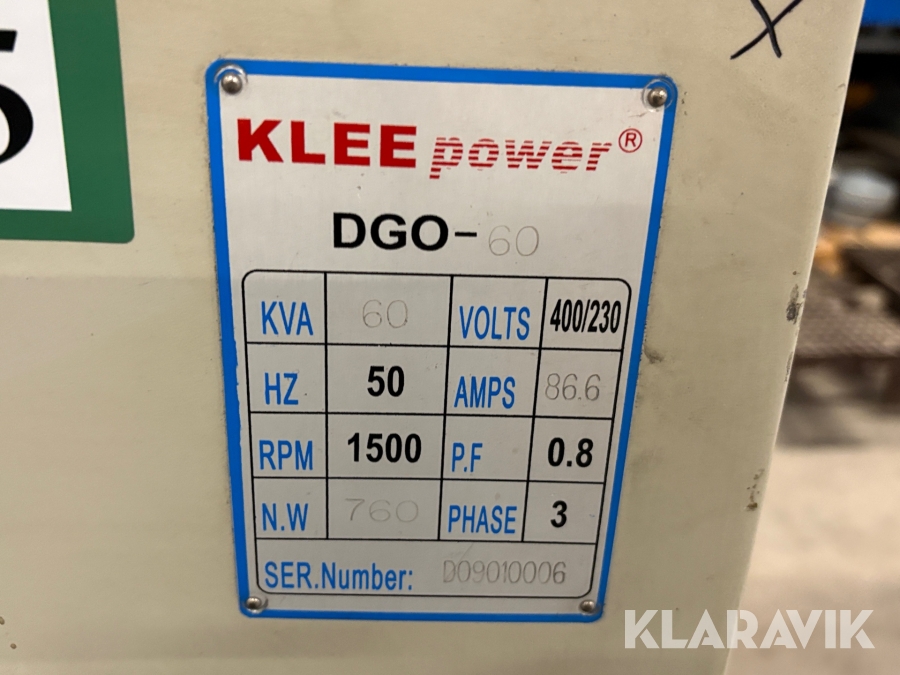 5
X
KLEE power®
DGO-60
KVA 60 VOLTS 400/230
HZ 50 AMPS 86.6
RPM 1500 P.F 0.8
N.W 760 PHASE 3
SER.Number: D09010006
KLARAVIK